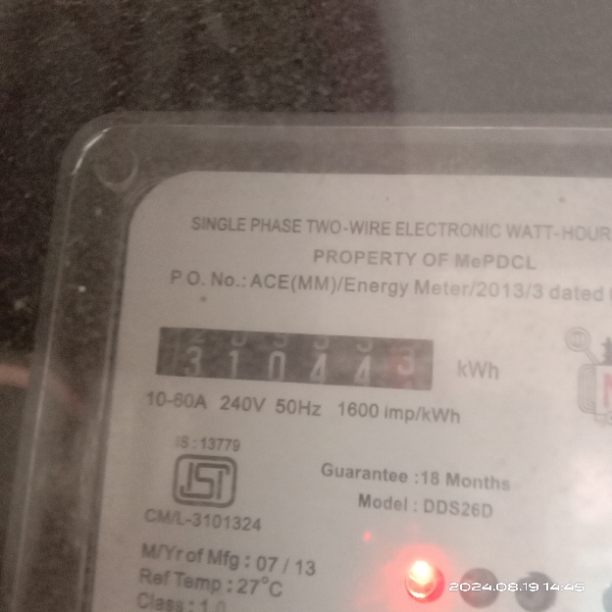 SINGLE PHASE TWO-WIRE ELECTRONIC WATT-HOUR
PROPERTY OF MePDCL
P.O. No.: ACE(MM)/Energy Meter/2013/3 dated
310443 kWh
10-60A 240V 50Hz 1600 imp/kWh
IS : 13779
ISI
CM/L-3101324
Guarantee :18 Months
Model : DDS26D
M/Yr of Mfg : 07 / 13
Ref Temp : 27°C
Class :
2024.08.19 14:45